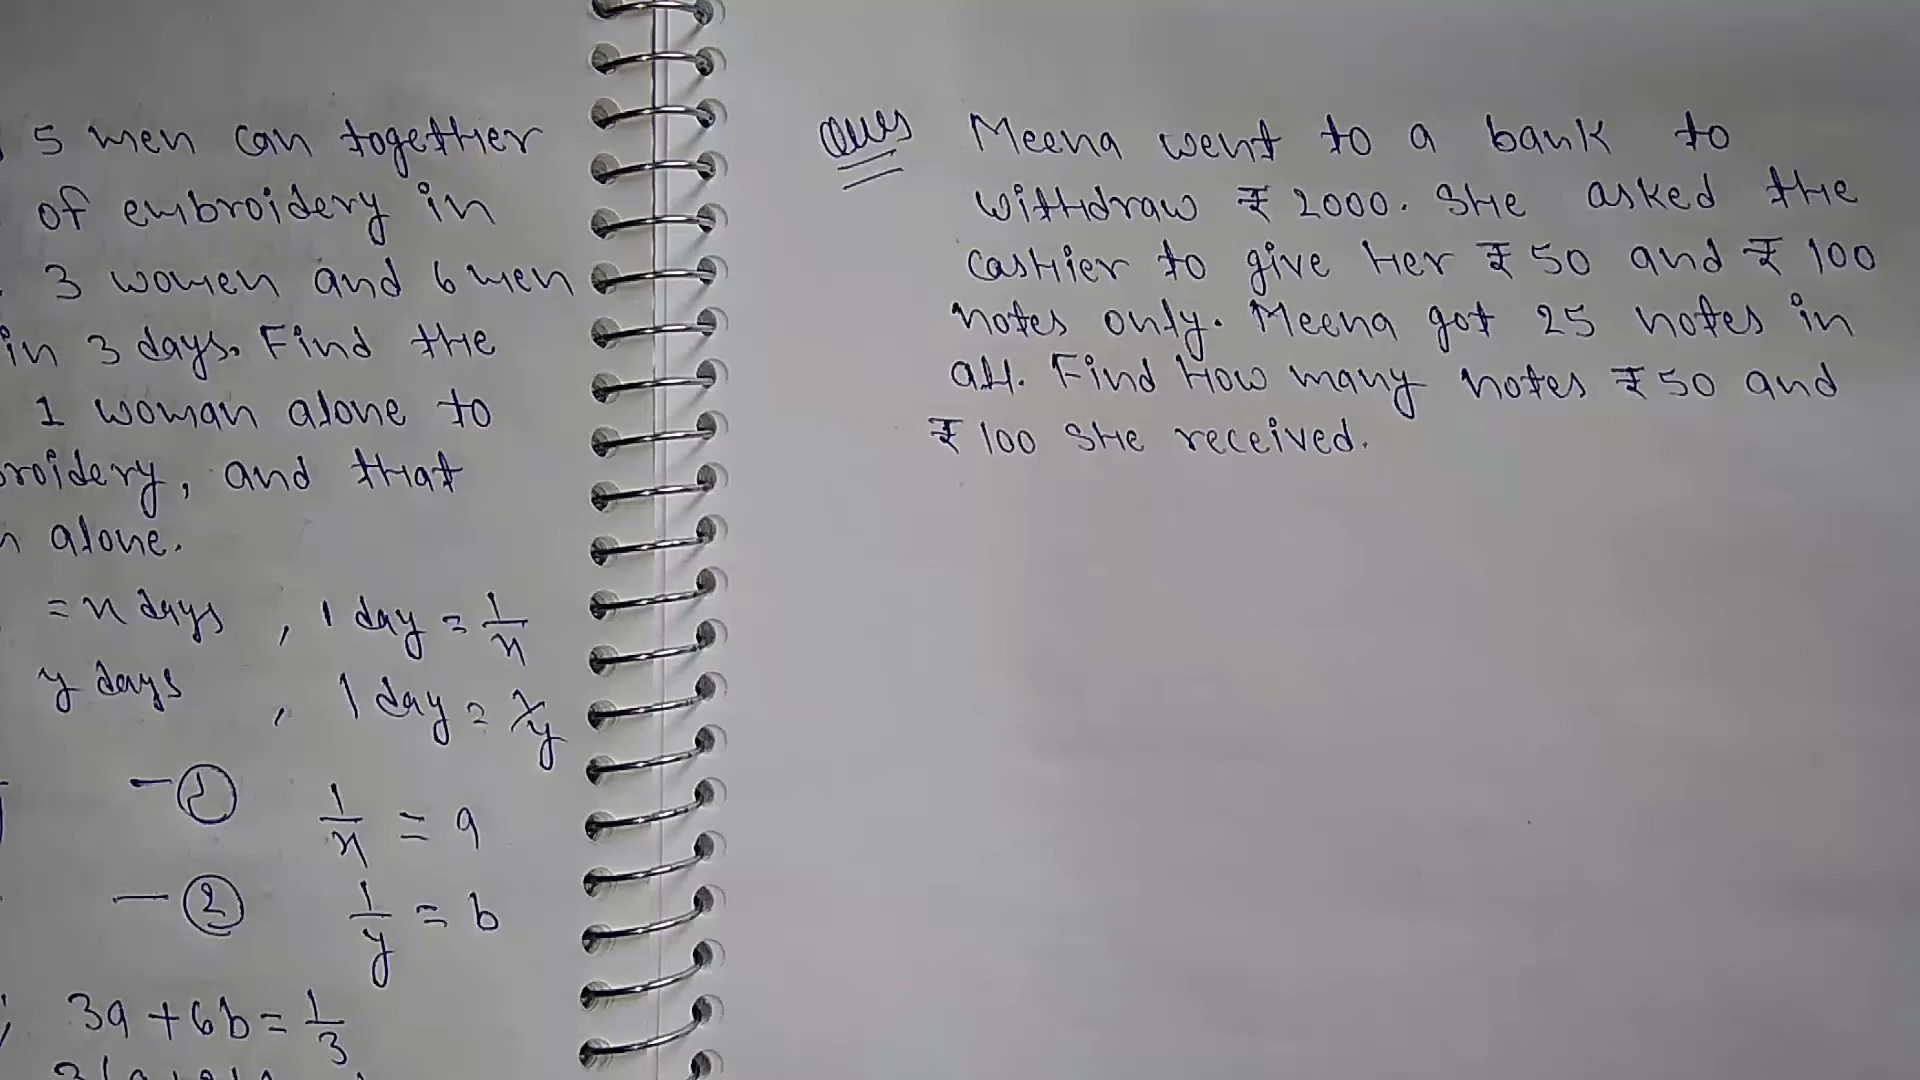 5 men can together
of embroidery in
3 women and 6 men
in 3 days. Find the
1 woman alone to
broidery, and that
n alone.
= x days , 1 day = 1/x
y days , 1 day = 1/y
- ① 1/x = a
- ② 1/y = b
3a + 6b = 1/3
Ques Meena went to a bank to
withdraw ₹ 2000. She asked the
cashier to give her ₹ 50 and ₹ 100
notes only. Meena got 25 notes in
all. Find how many notes ₹ 50 and
₹ 100 she received.